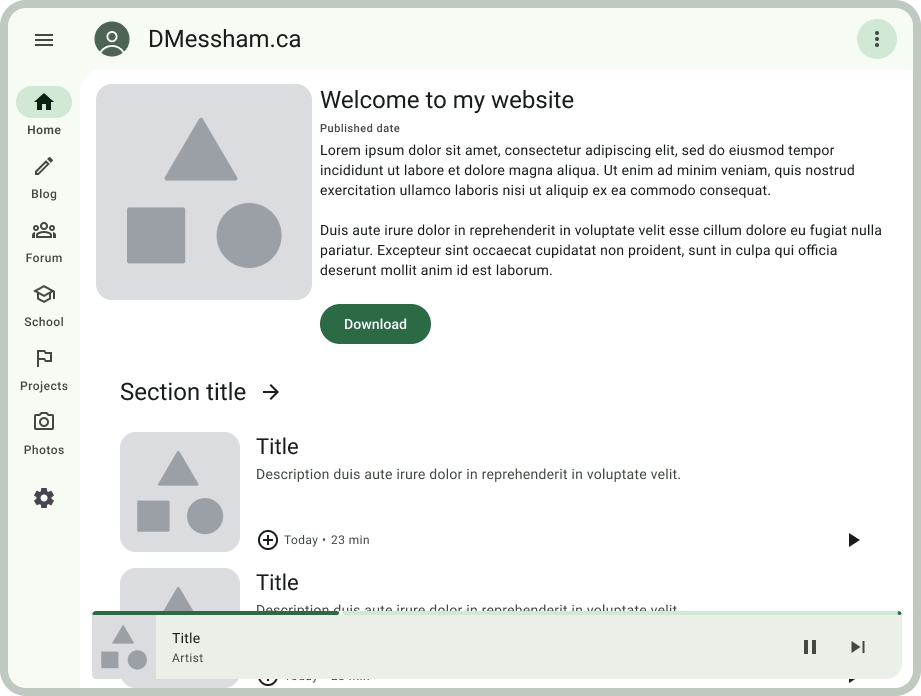 DMessham.ca
Home
Blog
Forum
School
Projects
Photos
Welcome to my website
Published date
Lorem ipsum dolor sit amet, consectetur adipiscing elit, sed do eiusmod tempor
incididunt ut labore et dolore magna aliqua. Ut enim ad minim veniam, quis nostrud
exercitation ullamco laboris nisi ut aliquip ex ea commodo consequat.
Duis aute irure dolor in reprehenderit in voluptate velit esse cillum dolore eu fugiat nulla
pariatur. Excepteur sint occaecat cupidatat non proident, sunt in culpa qui officia
deserunt mollit anim id est laborum.
Download
Section title
Title
Description duis aute irure dolor in reprehenderit in voluptate velit.
Today • 23 min
Title
Description duis aute irure dolor in reprehenderit in voluptate velit.
Title
Artist
Today • 23 min